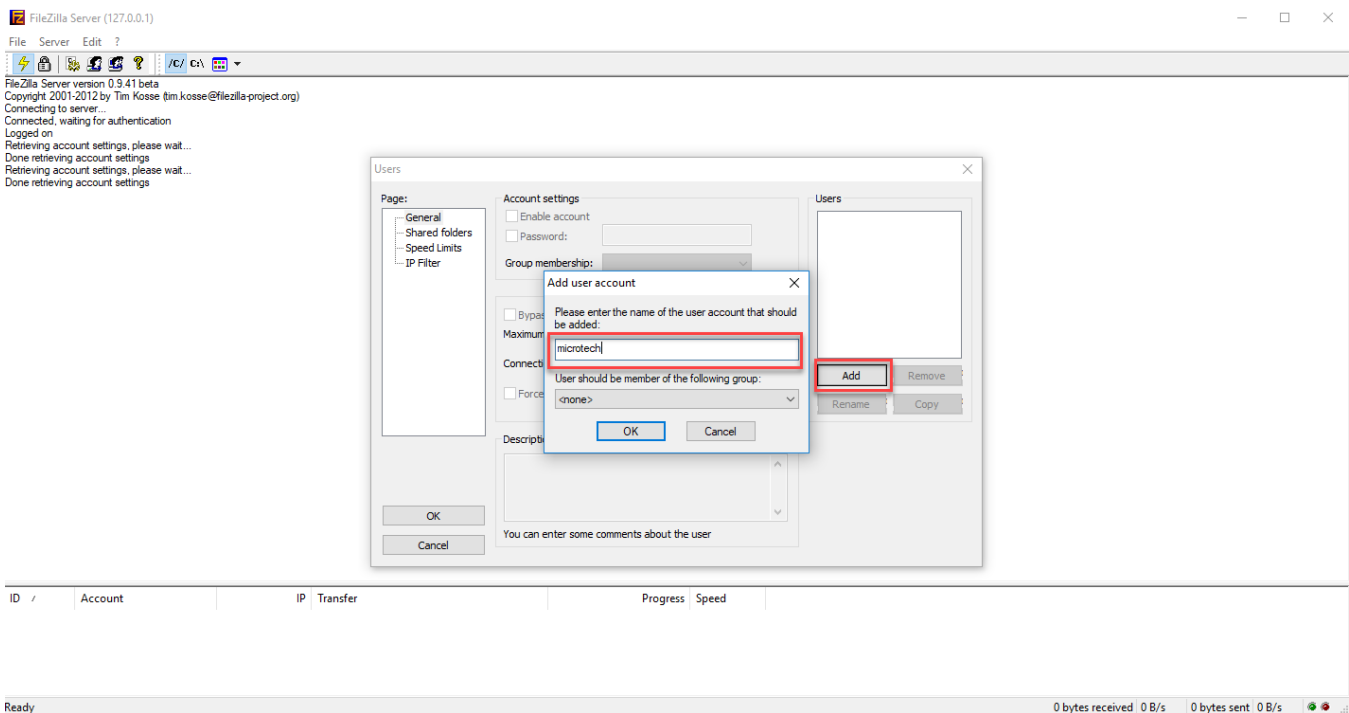 FileZilla Server (127.0.0.1)
File Server Edit ?
/C/ C:\
FileZilla Server version 0.9.41 beta
Copyright 2001-2012 by Tim Kosse (tim.kosse@filezilla-project.org)
Connecting to server...
Connected, waiting for authentication
Logged on
Retrieving account settings, please wait...
Done retrieving account settings
Retrieving account settings, please wait...
Done retrieving account settings
Users
Page:
General
Shared folders
Speed Limits
IP Filter
OK
Cancel
Account settings
Enable account
Password:
Group membership:
Maximum
Force
You can enter some comments about the user
Add user account
Please enter the name of the user account that should
be added:
microtech
User should be member of the following group:
<none>
OK Cancel
Users
Add Remove
Rename Copy
ID / Account IP Transfer Progress Speed
Ready 0 bytes received 0 B/s 0 bytes sent 0 B/s